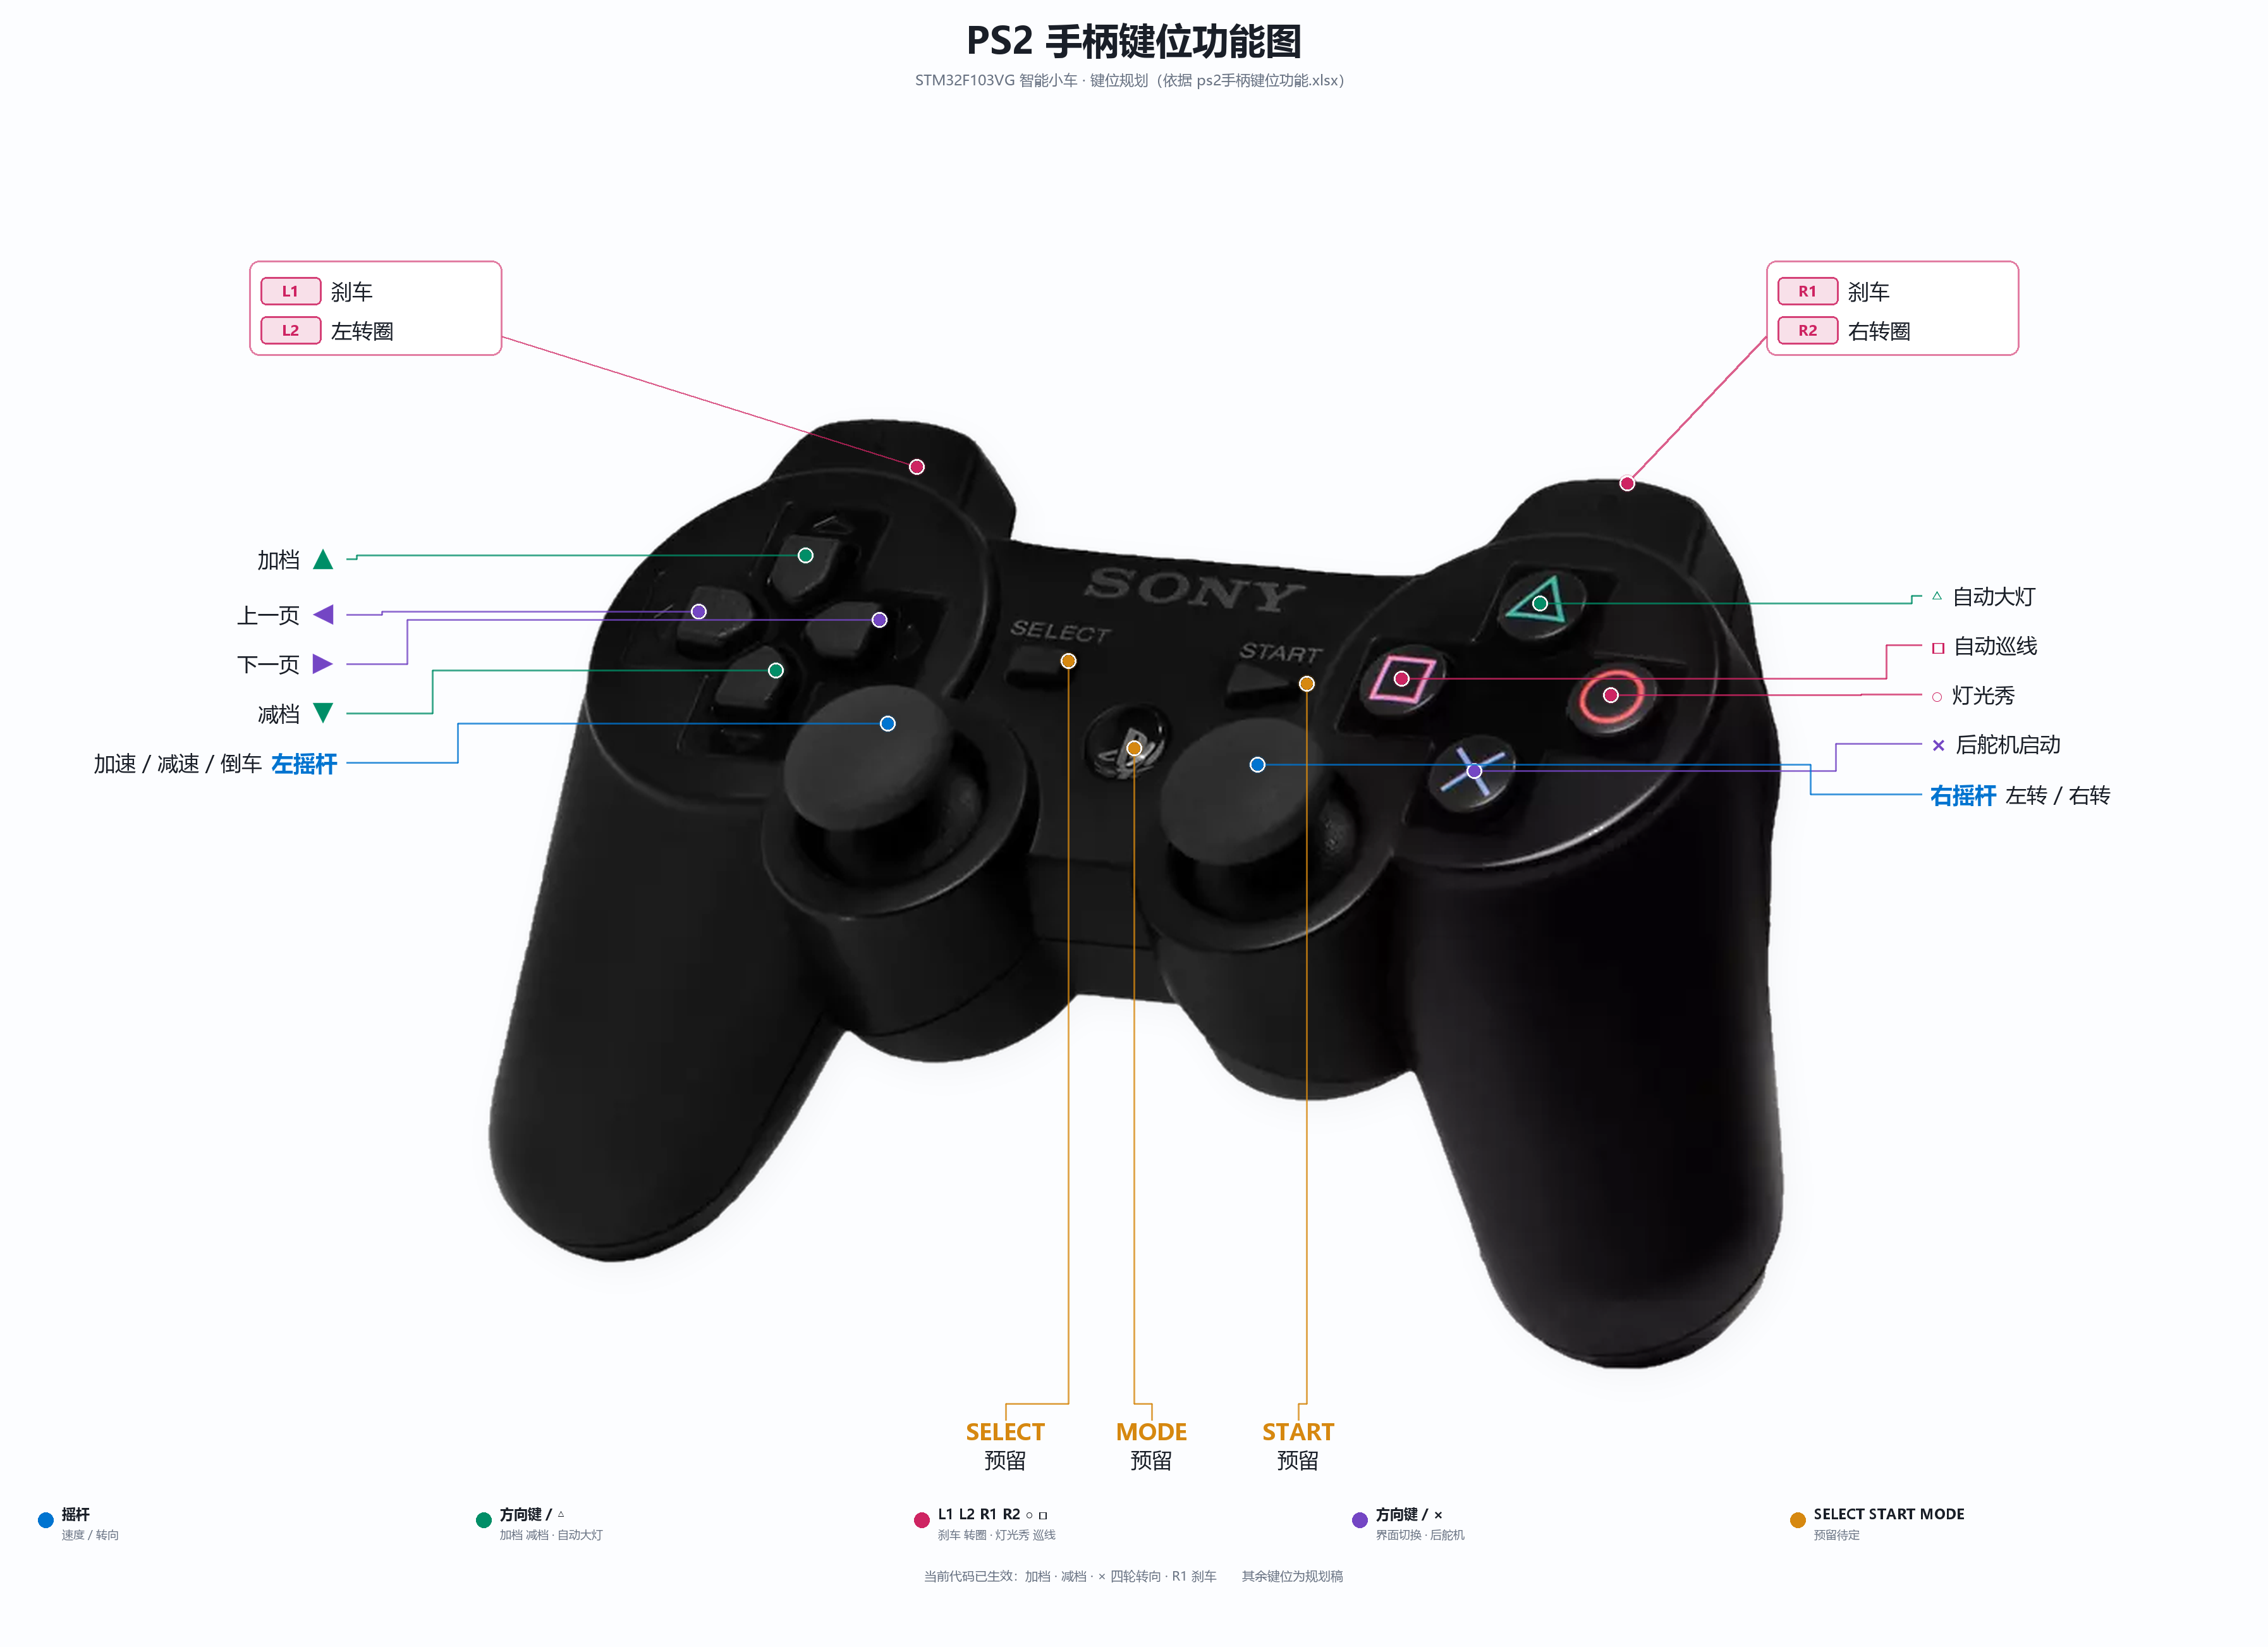 PS2 手柄键位功能图
STM32F103VG 智能小车 · 键位规划（依据 ps2手柄键位功能.xlsx）
L1 刹车
L2 左转圈
R1 刹车
R2 右转圈
加档 ▲
上一页 ◀
下一页 ▶
减档 ▼
加速 / 减速 / 倒车 左摇杆
SONY
SELECT
START
△ 自动大灯
□ 自动巡线
○ 灯光秀
× 后舵机启动
右摇杆 左转 / 右转
SELECT
预留
MODE
预留
START
预留
摇杆
速度 / 转向
方向键 / △
加档 减档 · 自动大灯
L1 L2 R1 R2 ○ □
刹车 转圈 · 灯光秀 巡线
方向键 / ×
界面切换 · 后舵机
SELECT START MODE
预留待定
当前代码已生效：加档 · 减档 · × 四轮转向 · R1 刹车 其余键位为规划稿